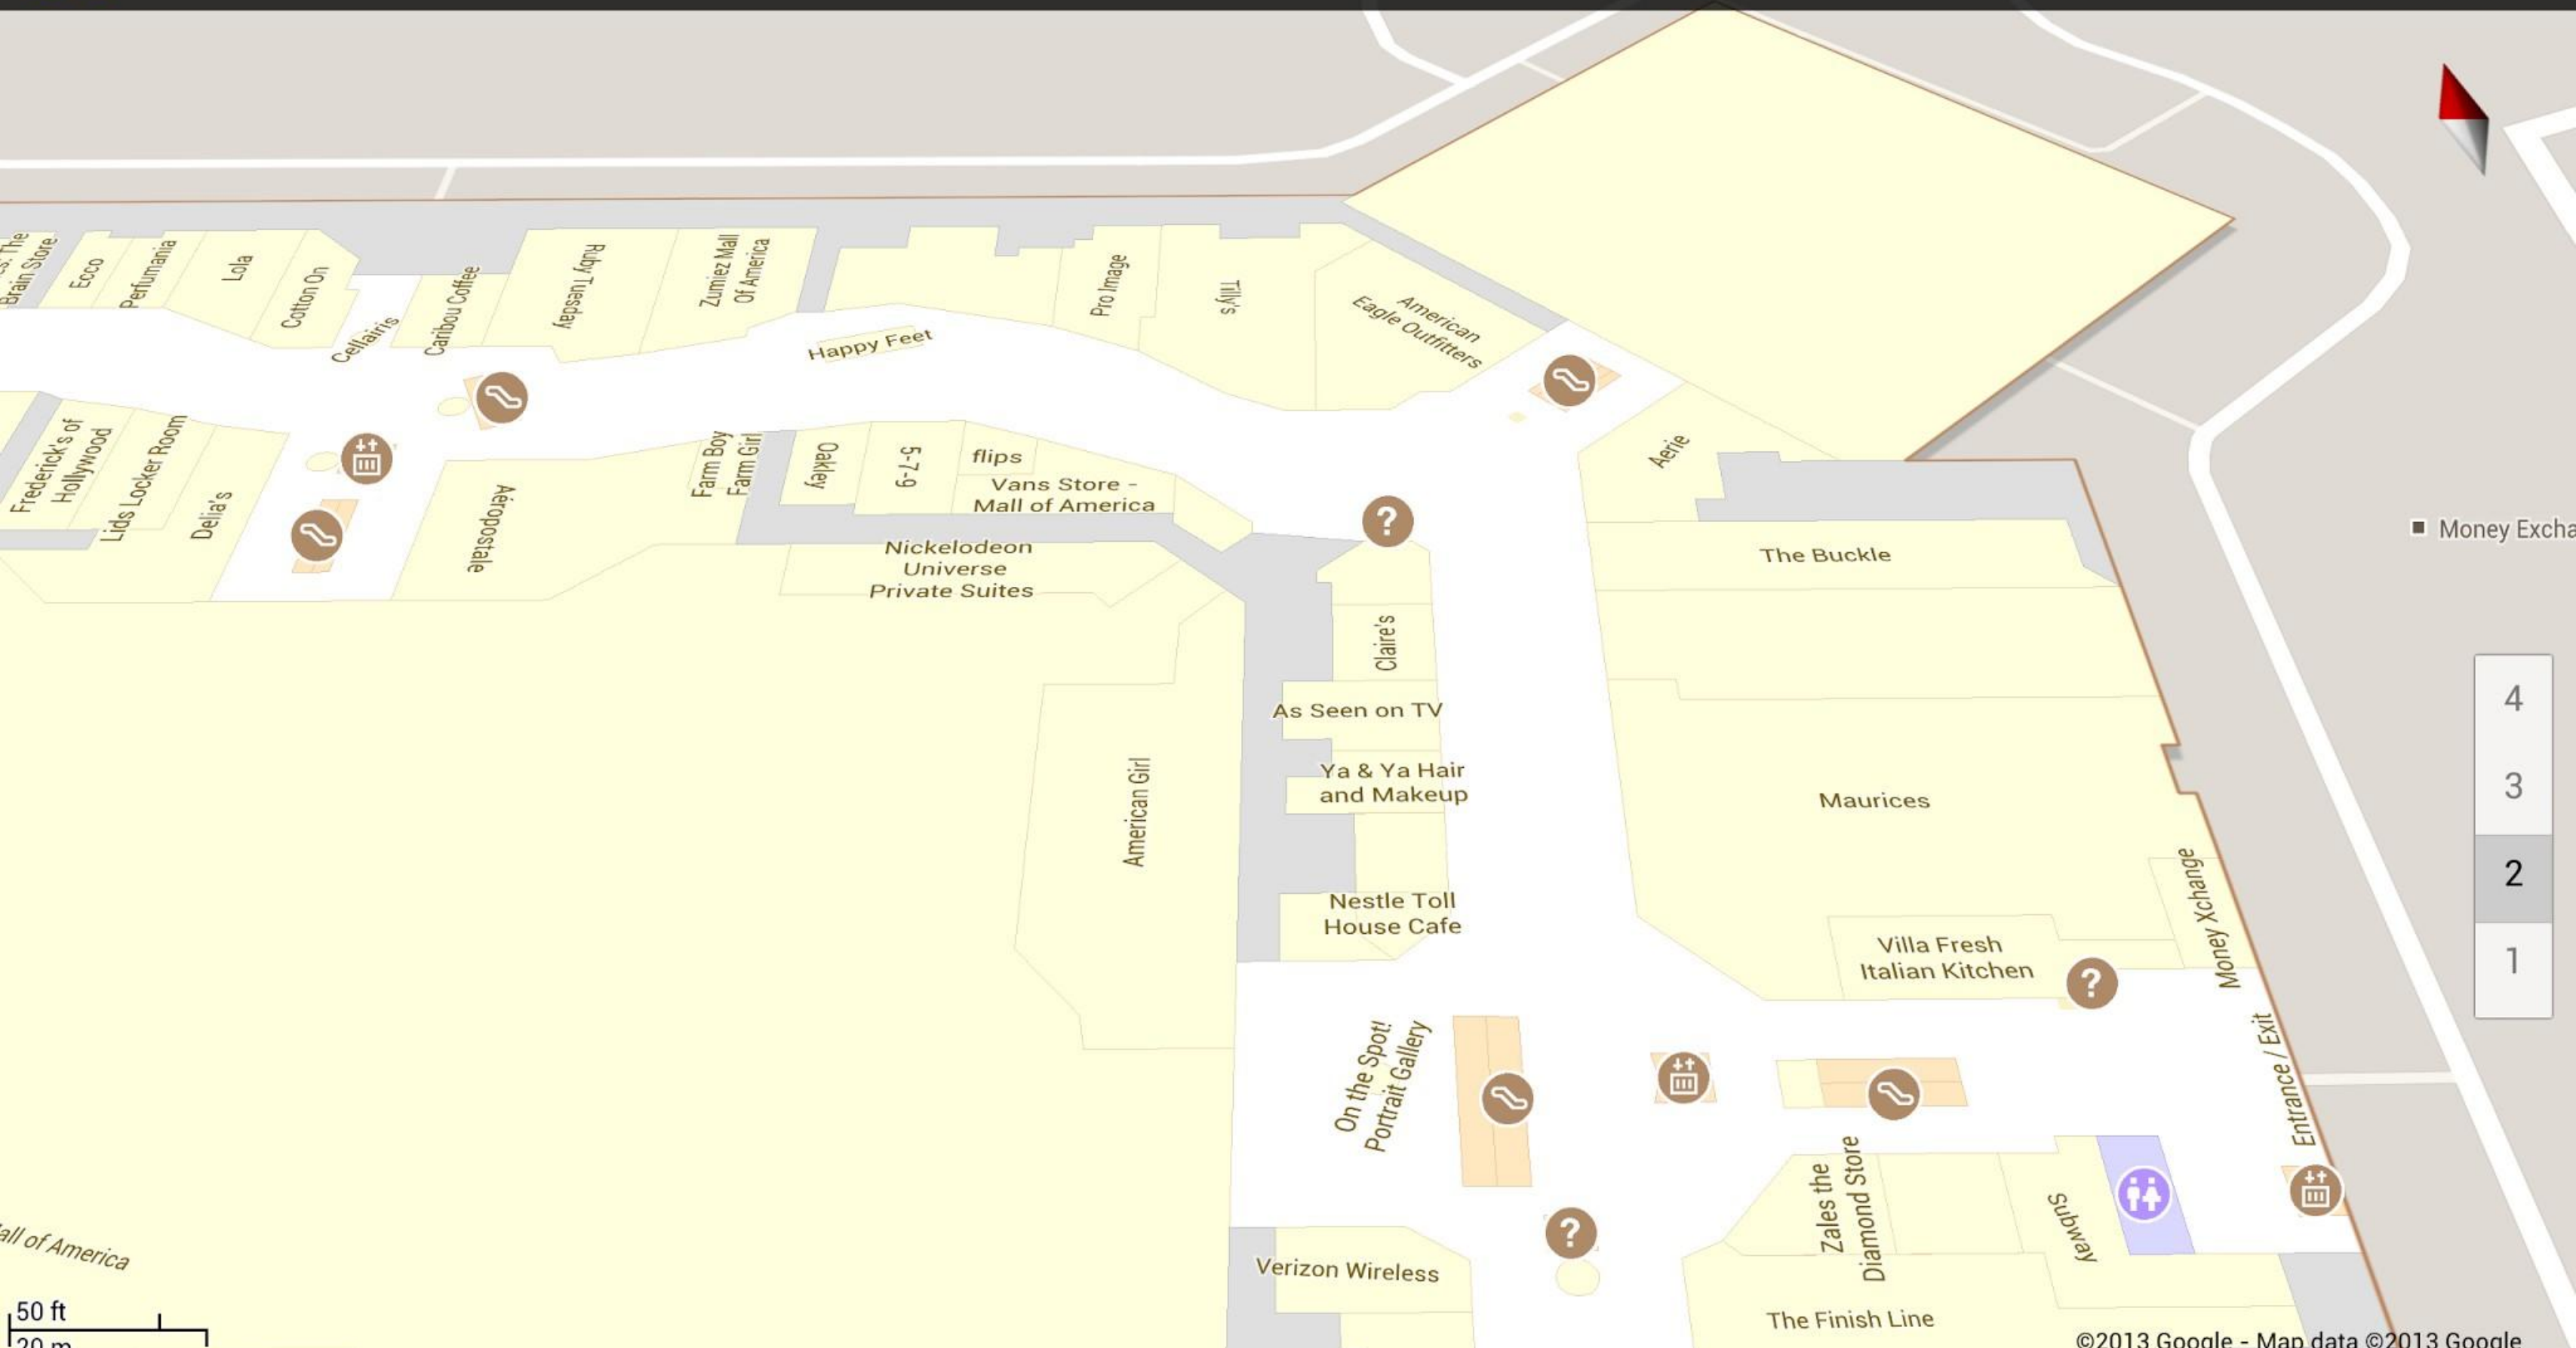 The
Brain Store
Ecco
Perfumania
Lola
Cotton On
Cellairis
Caribou Coffee
Ruby Tuesday
Zumiez Mall
Of America
Happy Feet
Pro Image
Tilly's
American
Eagle Outfitters
Frederick's of
Hollywood
Lids Locker Room
Delia's
Aéropostale
Farm Boy
Farm Girl
Oakley
5-7-9
flips
Vans Store -
Mall of America
Nickelodeon
Universe
Private Suites
?
Aerie
The Buckle
Money Excha
Claire's
As Seen on TV
American Girl
Ya & Ya Hair
and Makeup
Maurices
Nestle Toll
House Cafe
Villa Fresh
Italian Kitchen
?
Money Xchange
4
3
2
1
On the Spot!
Portrait Gallery
Entrance / Exit
?
Zales the
Diamond Store
Subway
Verizon Wireless
The Finish Line
all of America
50 ft
20 m
©2013 Google - Map data ©2013 Google